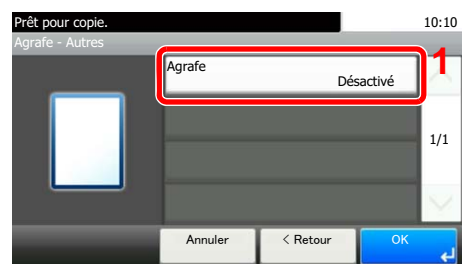 Prêt pour copie. 10:10
Agrafe - Autres
1
Agrafe
Désactivé
1/1
Annuler < Retour OK